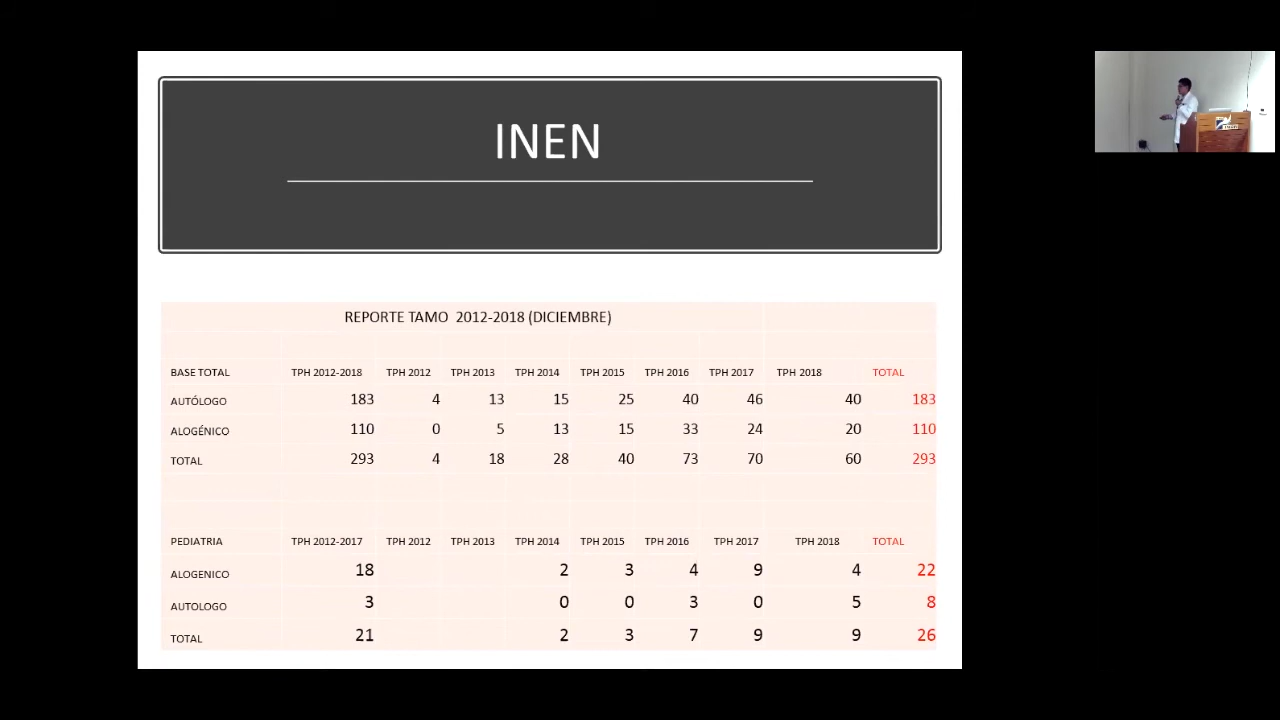 INEN
REPORTE TAMO 2012-2018 (DICIEMBRE)
BASE TOTAL TPH 2012-2018 TPH 2012 TPH 2013 TPH 2014 TPH 2015 TPH 2016 TPH 2017 TPH 2018 TOTAL
AUTÓLOGO 183 4 13 15 25 40 46 40 183
ALOGÉNICO 110 0 5 13 15 33 24 20 110
TOTAL 293 4 18 28 40 73 70 60 293
PEDIATRIA TPH 2012-2017 TPH 2012 TPH 2013 TPH 2014 TPH 2015 TPH 2016 TPH 2017 TPH 2018 TOTAL
ALOGENICO 18 2 3 4 9 4 22
AUTOLOGO 3 0 0 3 0 5 8
TOTAL 21 2 3 7 9 9 26